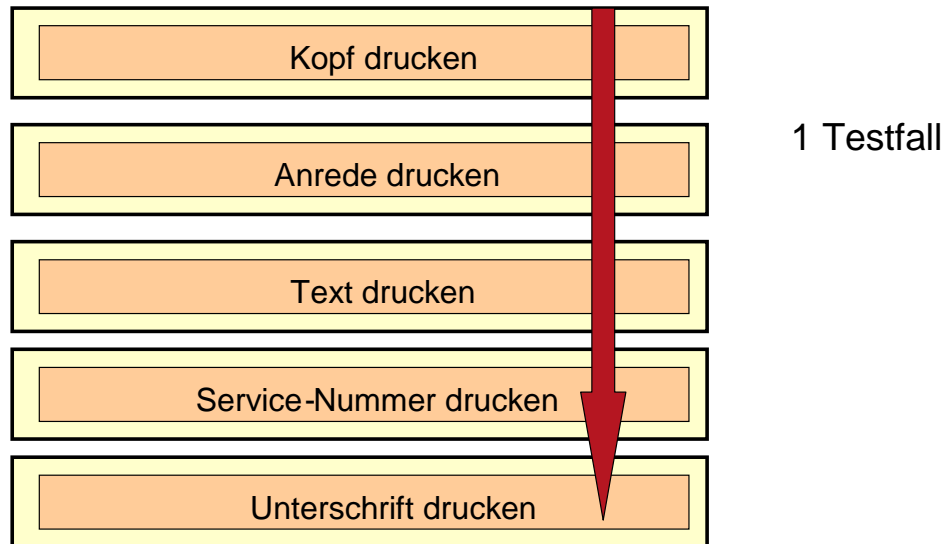 Kopf drucken
1 Testfall
Anrede drucken
Text drucken
Service-Nummer drucken
Unterschrift drucken